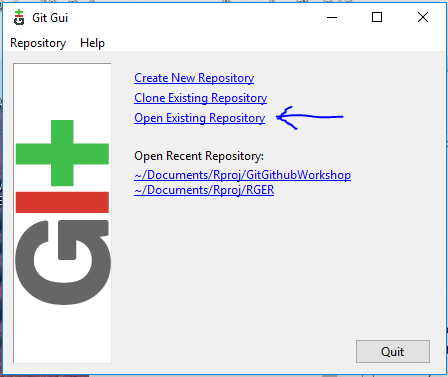 Git Gui
Repository Help
Create New Repository
Clone Existing Repository
Open Existing Repository
Open Recent Repository:
~/Documents/Rproj/GitGithubWorkshop
~/Documents/Rproj/RGER
GIt
Quit